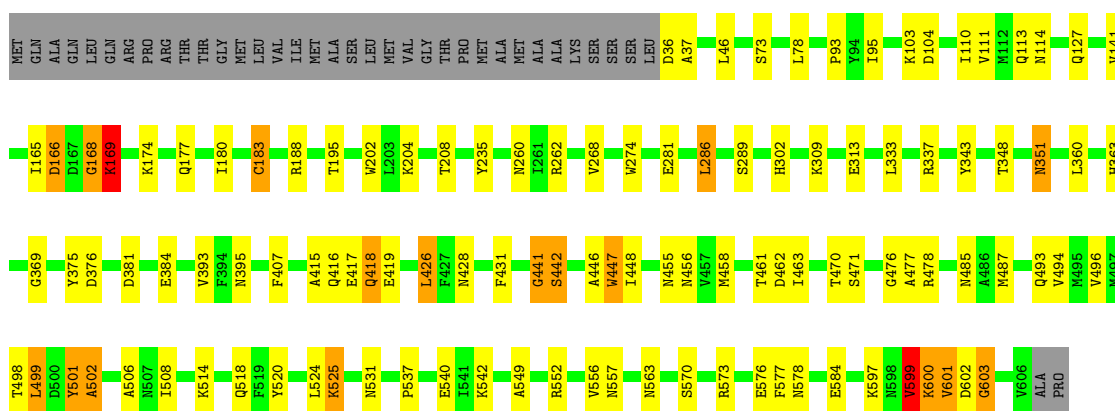 MET GLN ALA GLN LEU GLN ARG PRO ARG THR THR GLY MET LEU VAL ILE MET ALA SER LEU MET VAL GLY THR PRO MET ALA MET ALA ALA LYS SER SER SER LEU D36 A37 L46 S73 L78 P93 Y94 I95 K103 D104 I110 V111 M112 Q113 N114 Q127 V141
I165 D166 D167 G168 K169 K174 Q177 I180 C183 R188 T195 W202 L203 K204 T208 Y235 N260 I261 R262 V268 W274 E281 L286 S289 H302 K309 E313 L333 R337 Y343 T348 N351 L360 H363
G369 Y375 D376 D381 E384 V393 F394 N395 F407 A415 Q416 E417 Q418 E419 L426 F427 N428 F431 G441 S442 A446 W447 I448 N455 N456 V457 M458 T461 D462 I463 T470 S471 G476 A477 R478 N485 A486 M487 Q493 V494 M495 V496 M497
T498 L499 D500 Y501 A502 A506 N507 I508 K514 Q518 F519 Y520 L524 K525 N531 P537 E540 I541 K542 A549 R552 V556 N557 N563 S570 R573 E576 F577 N578 E584 K597 N598 V599 K600 V601 D602 G603 V606 ALA PRO